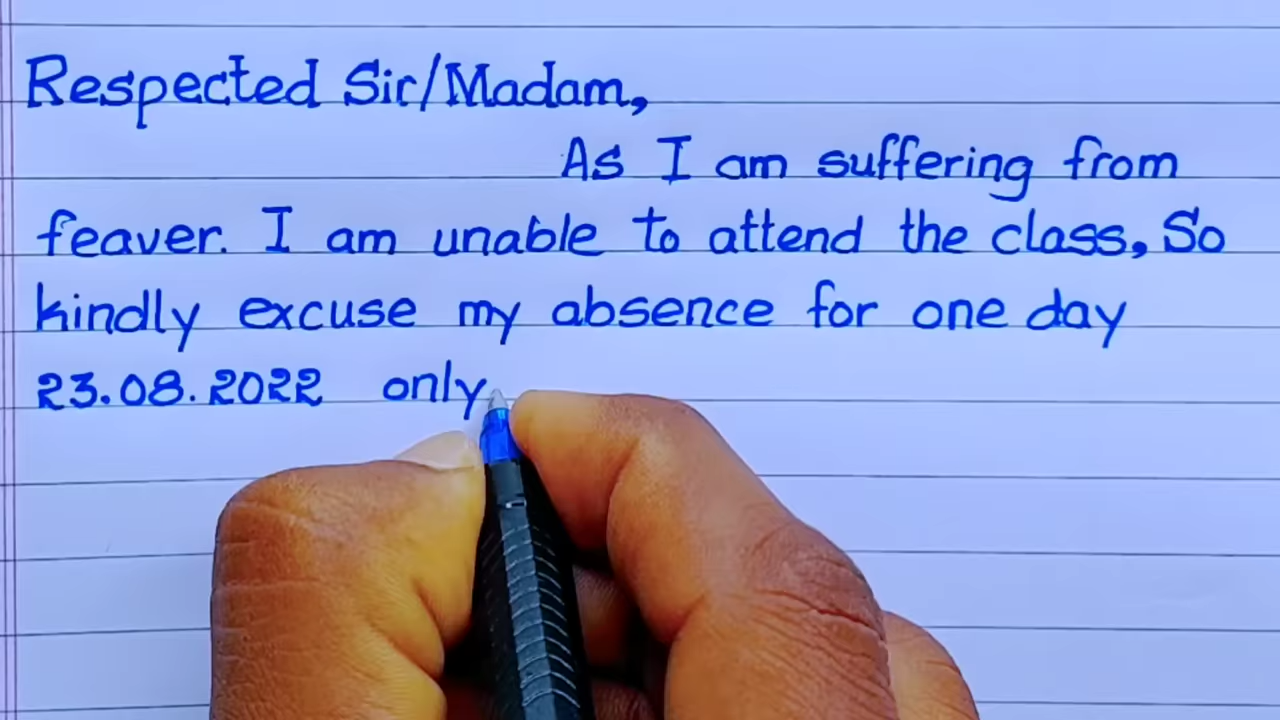 Respected Sir/Madam,
As I am suffering from
feaver. I am unable to attend the class, So
kindly excuse my absence for one day
23.08.2022 only